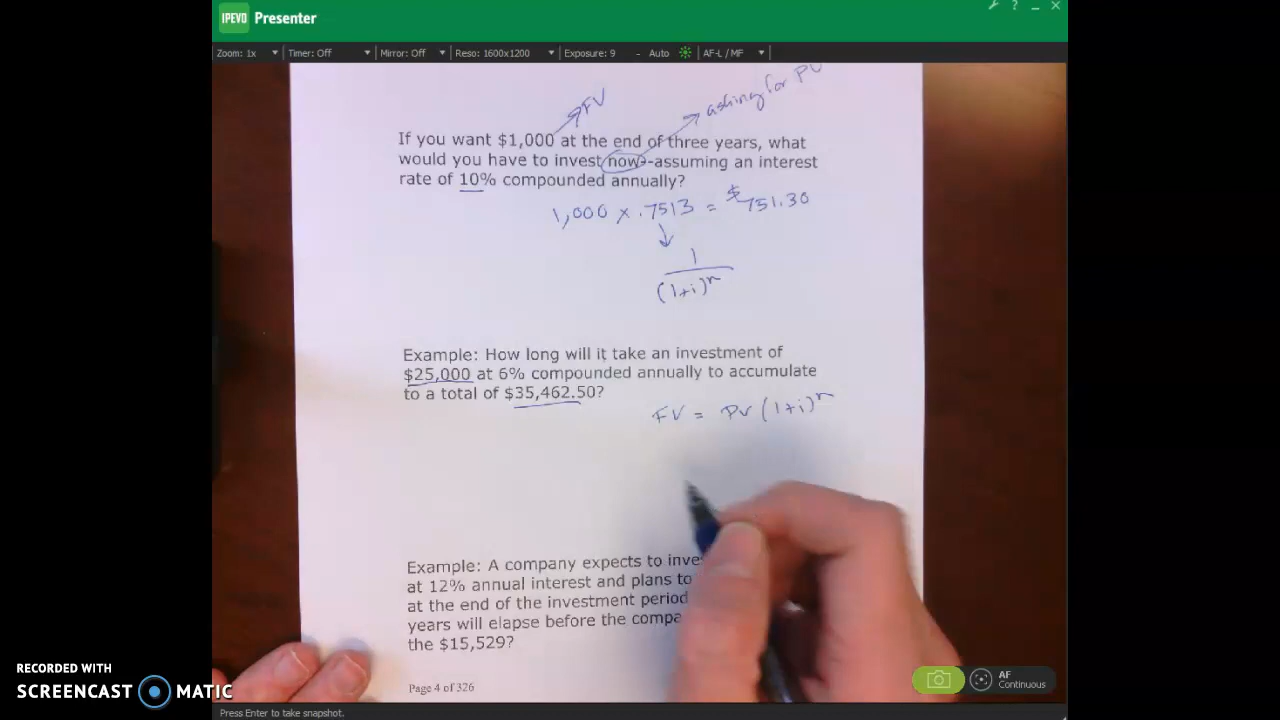 IPEVO Presenter
Zoom: 1x Timer: Off Mirror: Off Reso: 1600x1200 Exposure: 9 - Auto AF-L / MF
FV
asking for PV
If you want $1,000 at the end of three years, what
would you have to invest now--assuming an interest
rate of 10% compounded annually?
1,000 x .7513 = $751.30
1
(1+i)^n
Example: How long will it take an investment of
$25,000 at 6% compounded annually to accumulate
to a total of $35,462.50?
FV = PV (1+i)^n
Example: A company expects to inve
at 12% annual interest and plans to
at the end of the investment period
years will elapse before the compa
the $15,529?
Page 4 of 326
AF
Continuous
RECORDED WITH
SCREENCAST MATIC
Press Enter to take snapshot.